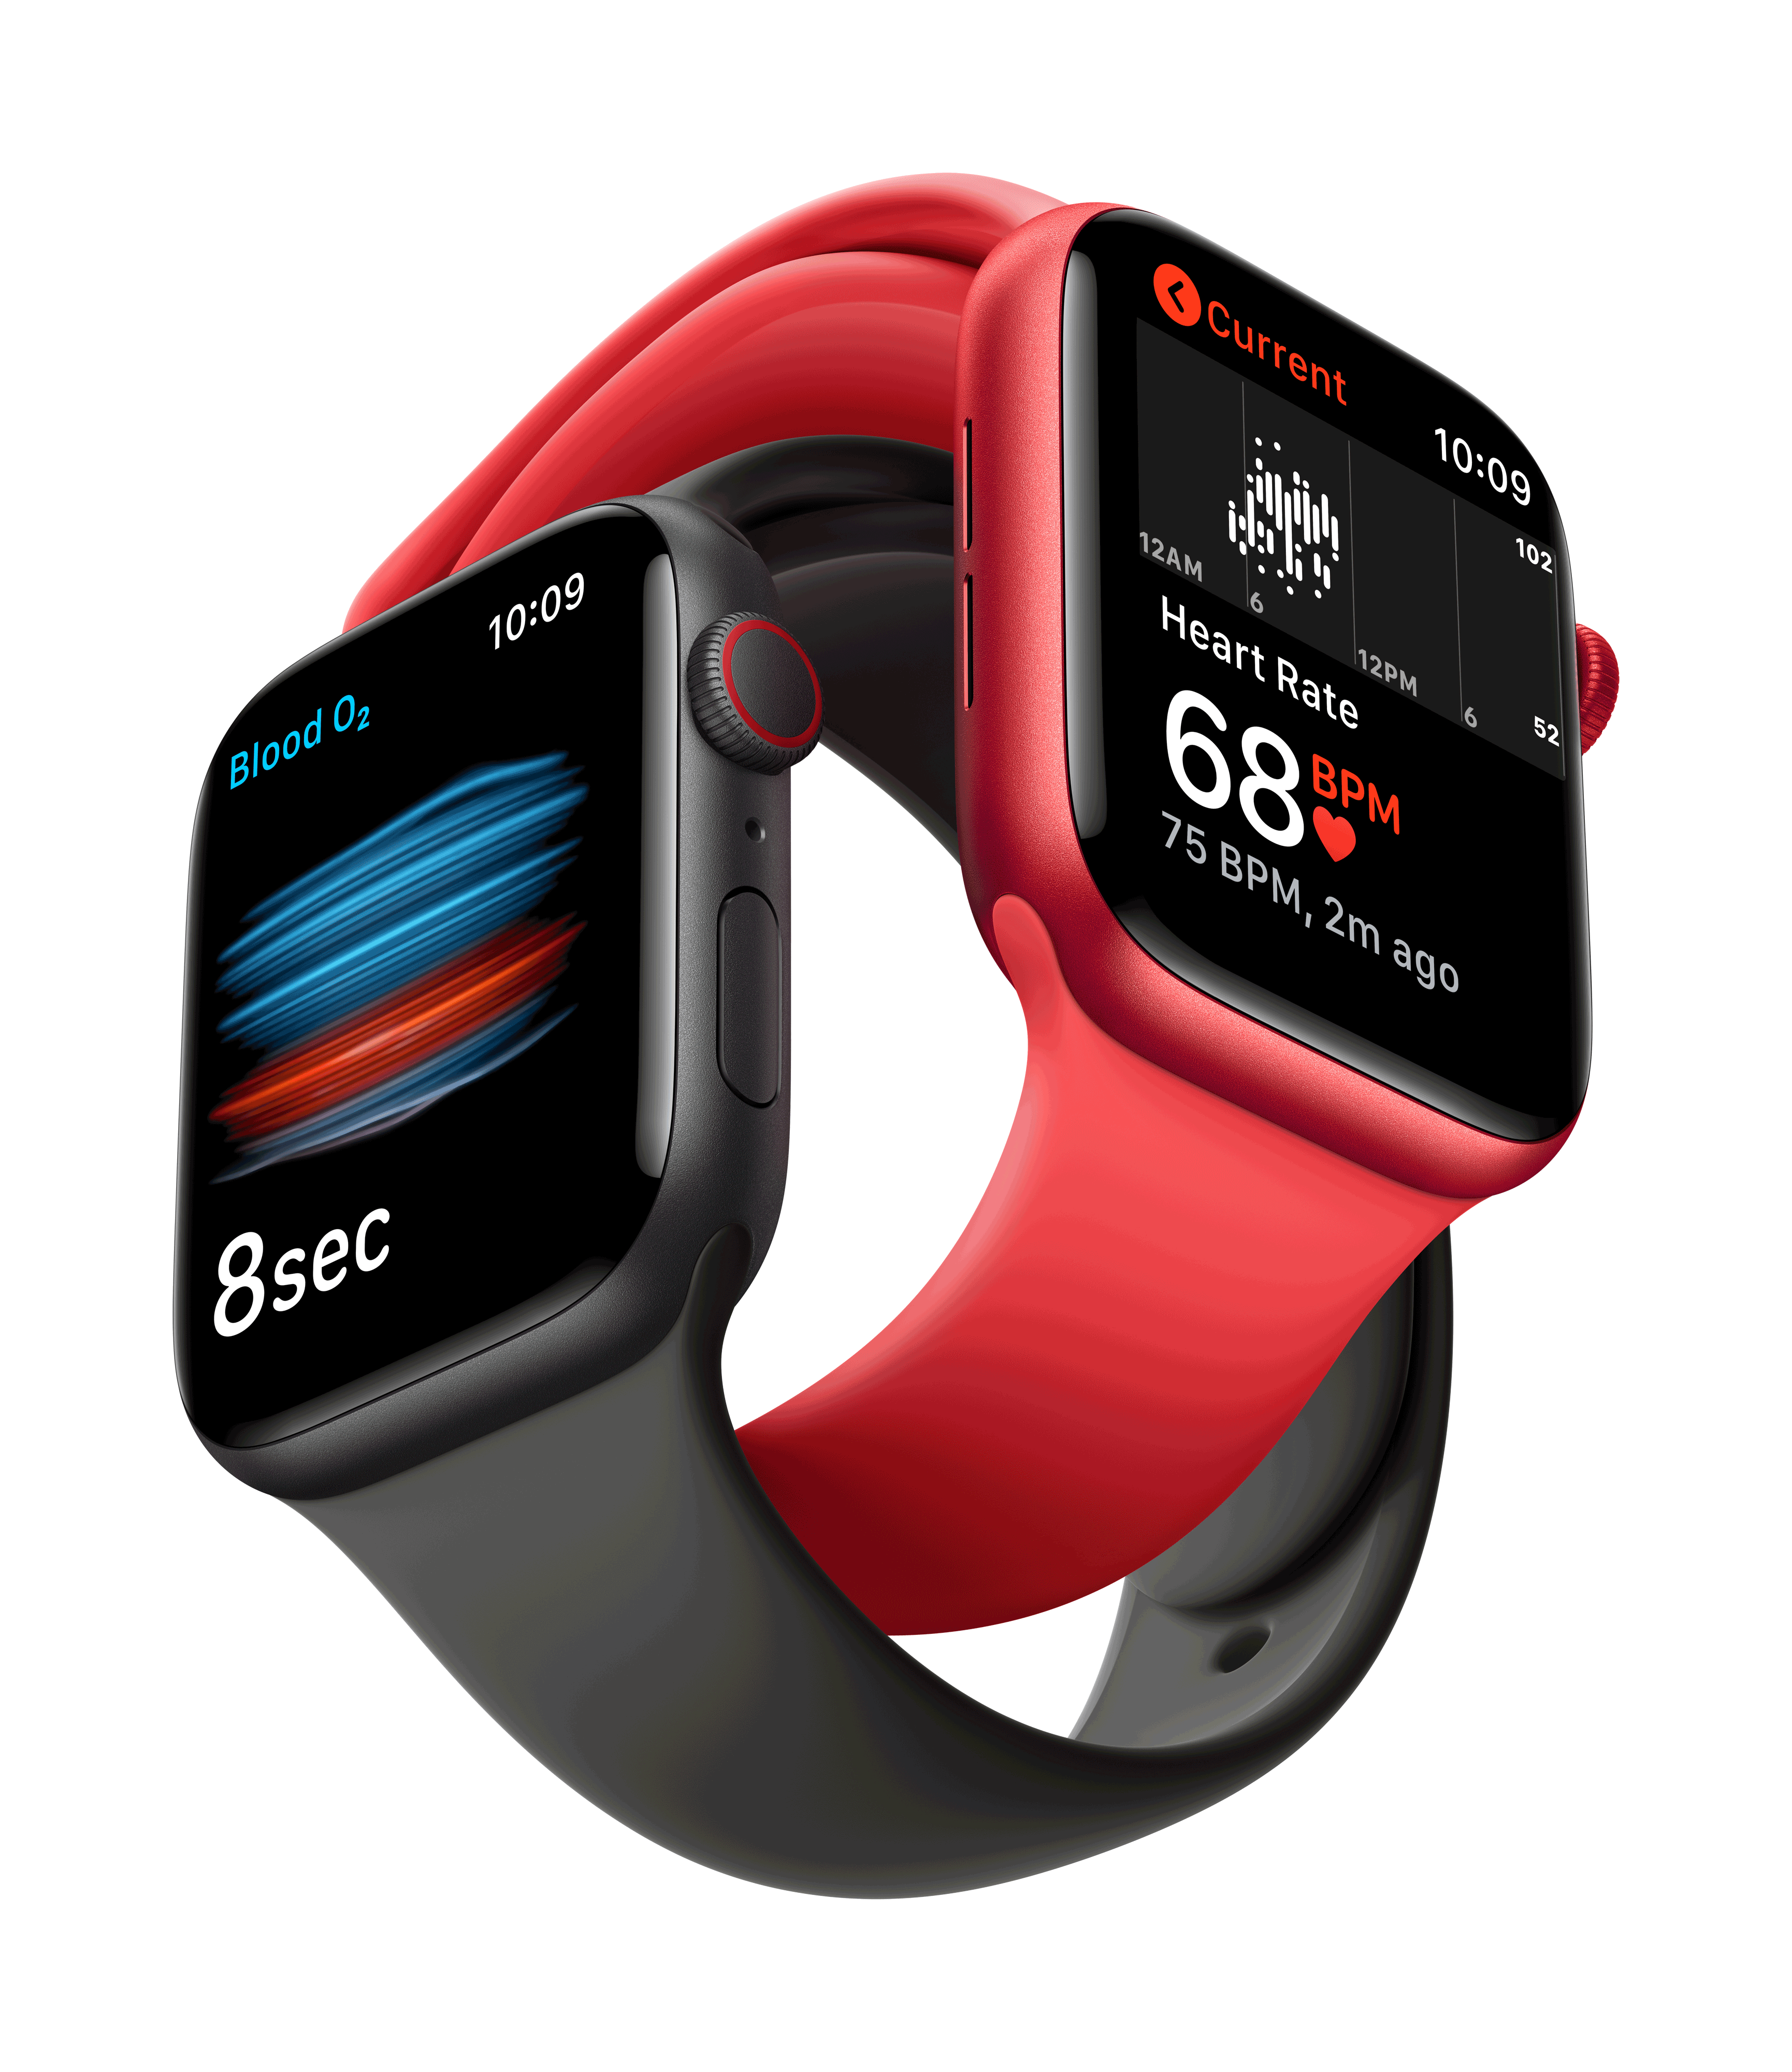 10:09
Blood O₂
8sec
Current
10:09
102
12AM
6
12PM
6
52
Heart Rate
68 BPM
75 BPM, 2m ago